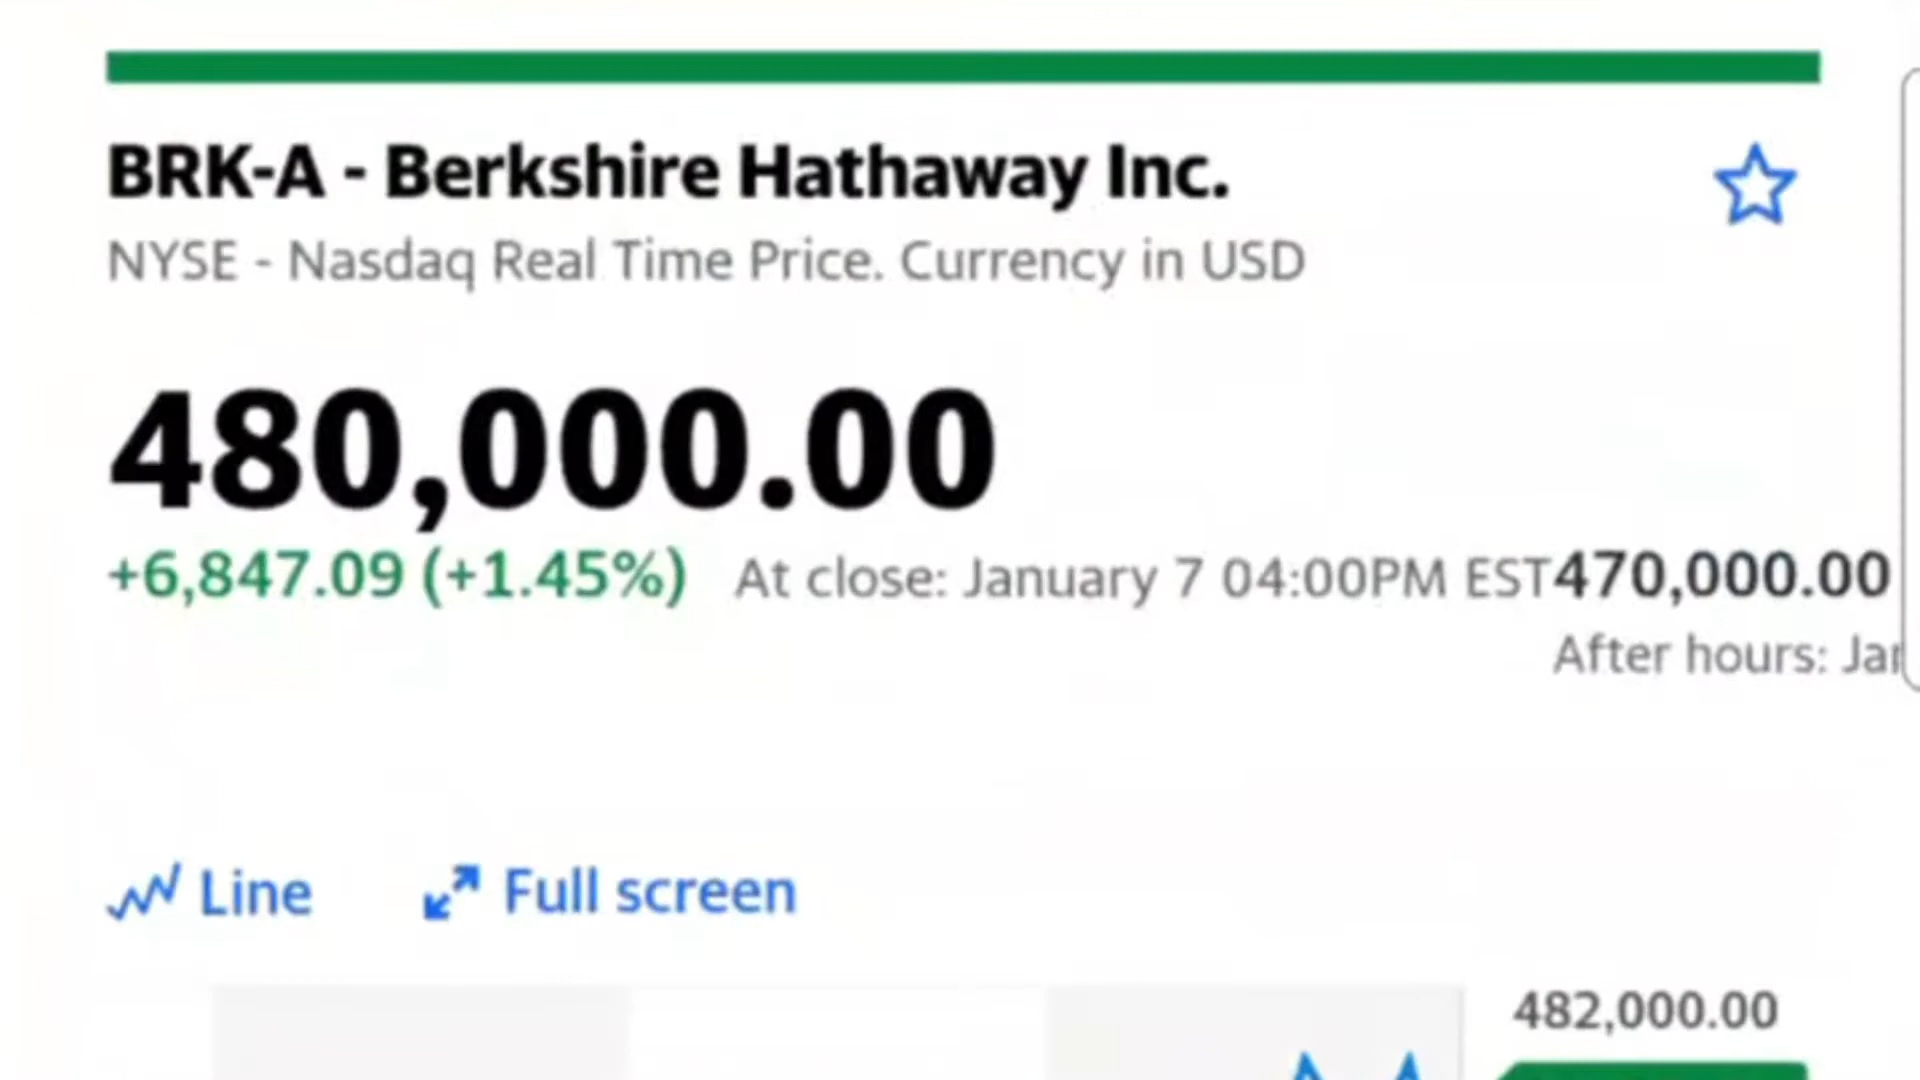 BRK-A - Berkshire Hathaway Inc.
NYSE - Nasdaq Real Time Price. Currency in USD
480,000.00
+6,847.09 (+1.45%) At close: January 7 04:00PM EST
470,000.00
After hours:
Line Full screen
482,000.00